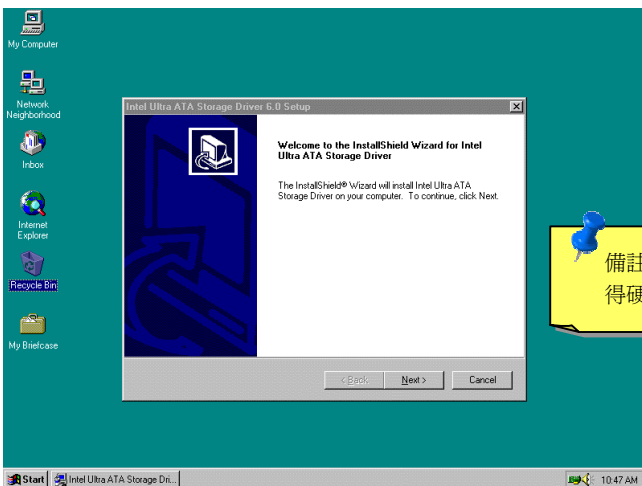 My Computer
Network
Neighborhood
Inbox
Internet
Explorer
Recycle Bin
My Briefcase
Intel Ultra ATA Storage Driver 6.0 Setup
Welcome to the InstallShield Wizard for Intel
Ultra ATA Storage Driver
The InstallShield® Wizard will install Intel Ultra ATA
Storage Driver on your computer. To continue, click Next.
< Back
Next >
Cancel
備註
得硬
Start
Intel Ultra ATA Storage Dri...
10:47 AM